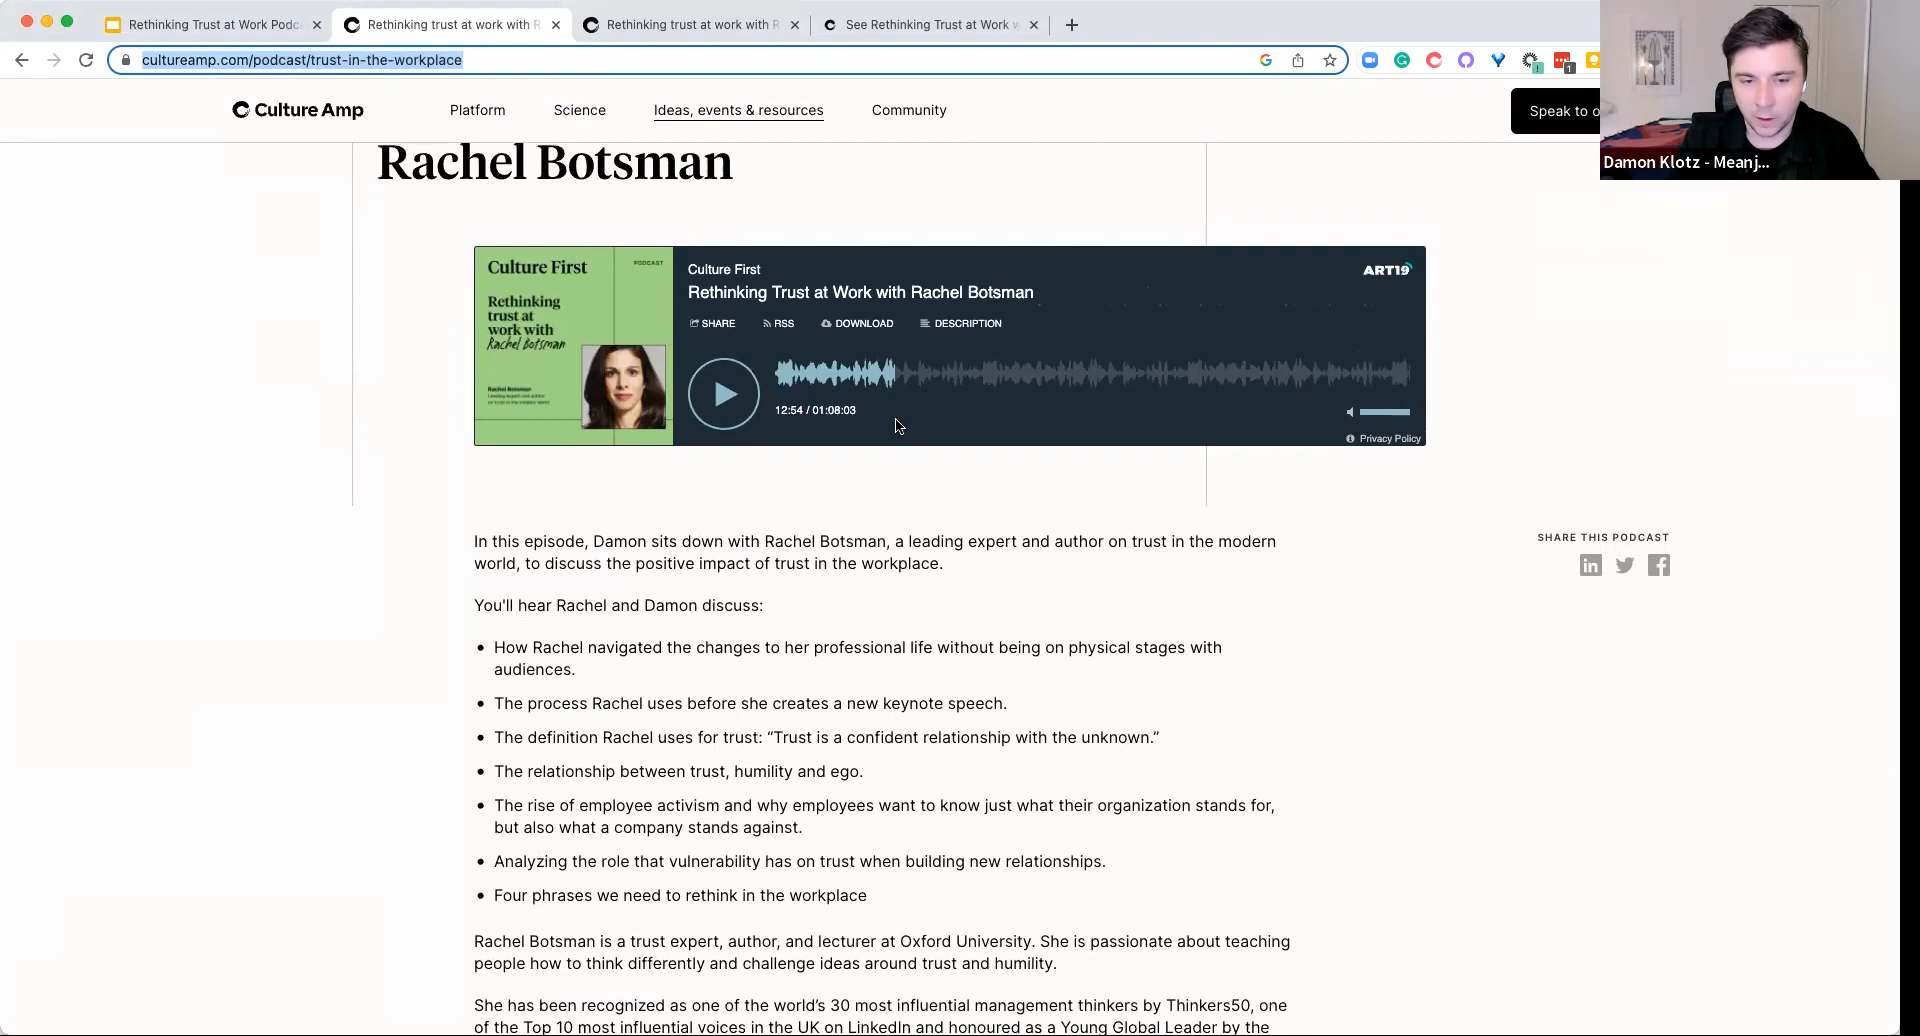 Rethinking Trust at Work Podc
Rethinking trust at work with R
Rethinking trust at work with R
See Rethinking Trust at Work w
cultureamp.com/podcast/trust-in-the-workplace
Culture Amp
Platform
Science
Ideas, events & resources
Community
Speak to o
Damon Klotz - Meanj...
Rachel Botsman
Culture First
PODCAST
Rethinking
trust at
work with
Rachel Botsman
Rachel Botsman
Leading expert and author
on trust in the modern world
Culture First
ART19
Rethinking Trust at Work with Rachel Botsman
SHARE
RSS
DOWNLOAD
DESCRIPTION
12:54 / 01:08:03
Privacy Policy
In this episode, Damon sits down with Rachel Botsman, a leading expert and author on trust in the modern
world, to discuss the positive impact of trust in the workplace.
SHARE THIS PODCAST
You'll hear Rachel and Damon discuss:
• How Rachel navigated the changes to her professional life without being on physical stages with
audiences.
• The process Rachel uses before she creates a new keynote speech.
• The definition Rachel uses for trust: “Trust is a confident relationship with the unknown.”
• The relationship between trust, humility and ego.
• The rise of employee activism and why employees want to know just what their organization stands for,
but also what a company stands against.
• Analyzing the role that vulnerability has on trust when building new relationships.
• Four phrases we need to rethink in the workplace
Rachel Botsman is a trust expert, author, and lecturer at Oxford University. She is passionate about teaching
people how to think differently and challenge ideas around trust and humility.
She has been recognized as one of the world’s 30 most influential management thinkers by Thinkers50, one
of the Top 10 most influential voices in the UK on LinkedIn and honoured as a Young Global Leader by the